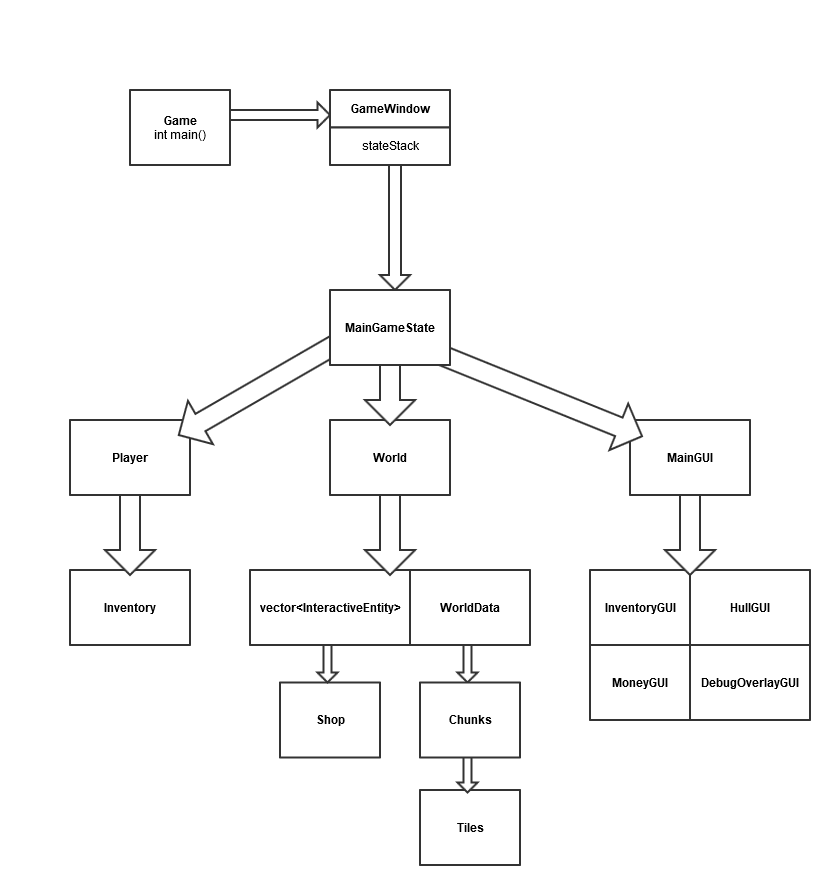 Game
int main()
GameWindow
stateStack
MainGameState
Player
World
MainGUI
Inventory
vector<InteractiveEntity>
WorldData
InventoryGUI
HullGUI
MoneyGUI
DebugOverlayGUI
Shop
Chunks
Tiles